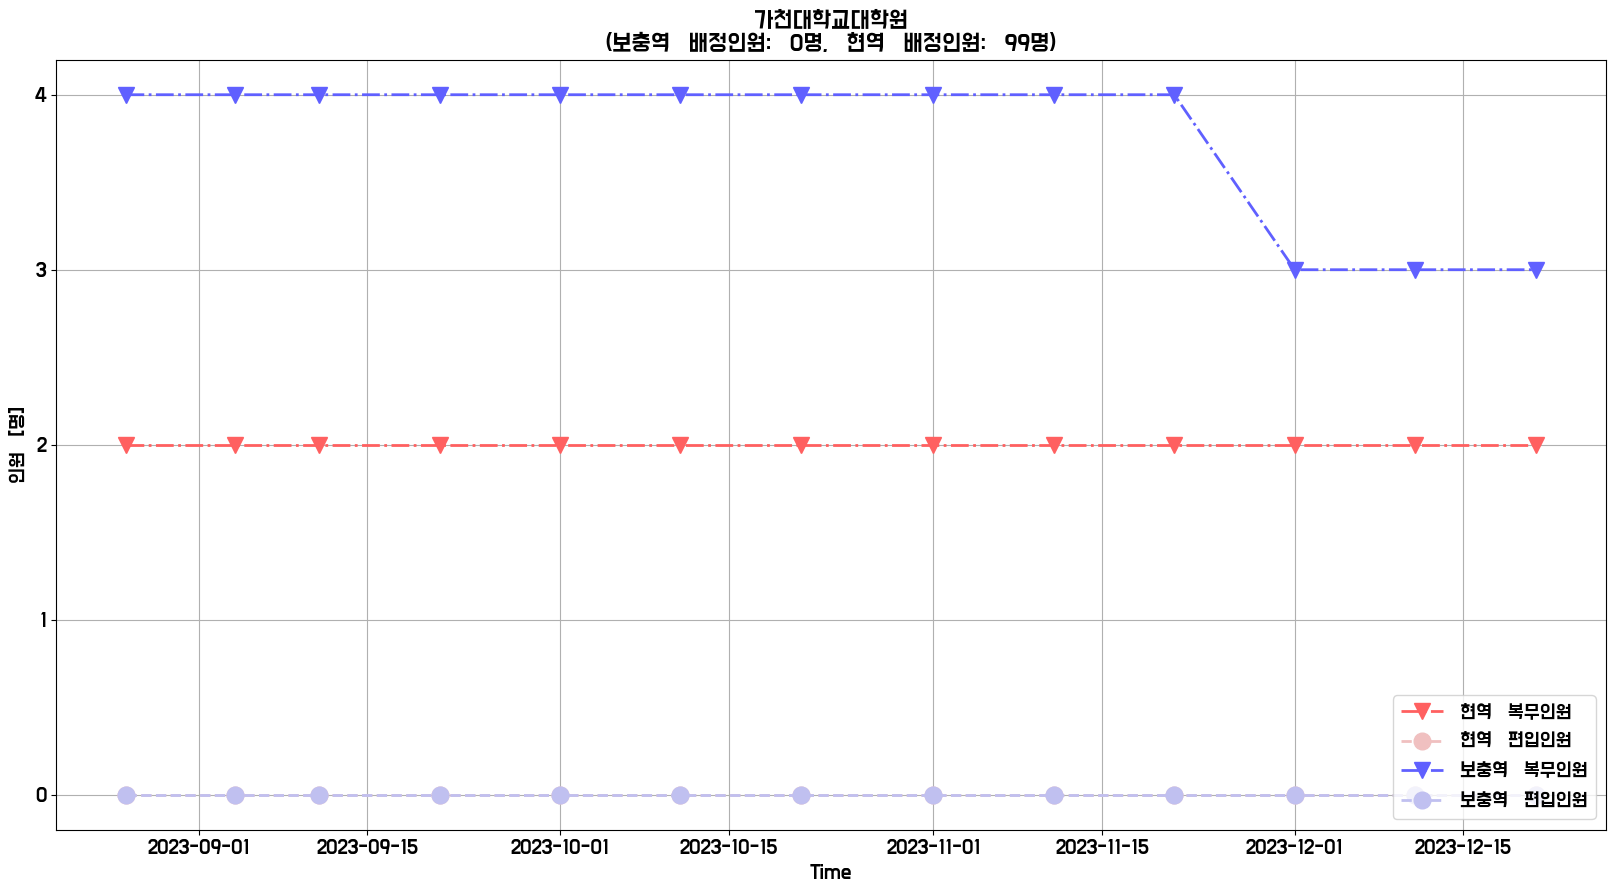 가천대학교대학원
(보충역 배정인원: 0명, 현역 배정인원: 99명)
4
3
2
1
0
인원 [명]
현역 복무인원
현역 편입인원
보충역 복무인원
보충역 편입인원
2023-09-01
2023-09-15
2023-10-01
2023-10-15
2023-11-01
2023-11-15
2023-12-01
2023-12-15
Time